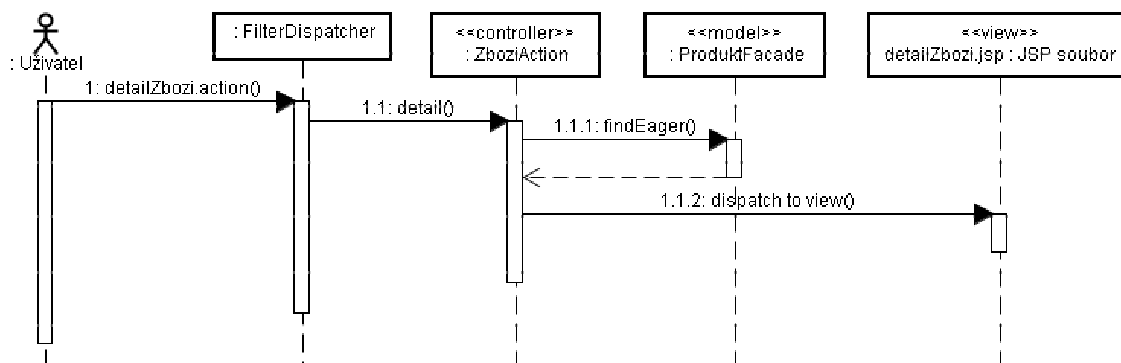 : Uživatel
: FilterDispatcher
<<controller>>
: ZboziAction
<<model>>
: ProduktFacade
<<view>>
detailZbozi.jsp : JSP soubor
1: detailZbozi.action()
1.1: detail()
1.1.1: findEager()
1.1.2: dispatch to view()